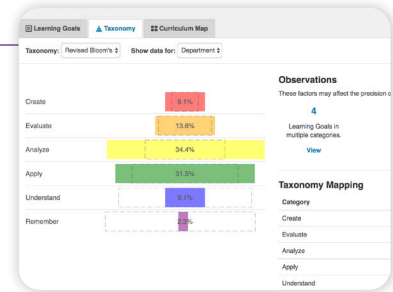 Learning Goals
Taxonomy
Curriculum Map
Taxonomy: Revised Bloom's
Show data for: Department
Create
9.1%
Evaluate
13.6%
Analyze
34.4%
Apply
31.8%
Understand
Remember
2.3%
Observations
These factors may affect the precision
4
Learning Goals in
multiple categories.
View
Taxonomy Mapping
Category
Create
Evaluate
Analyze
Apply
Understand